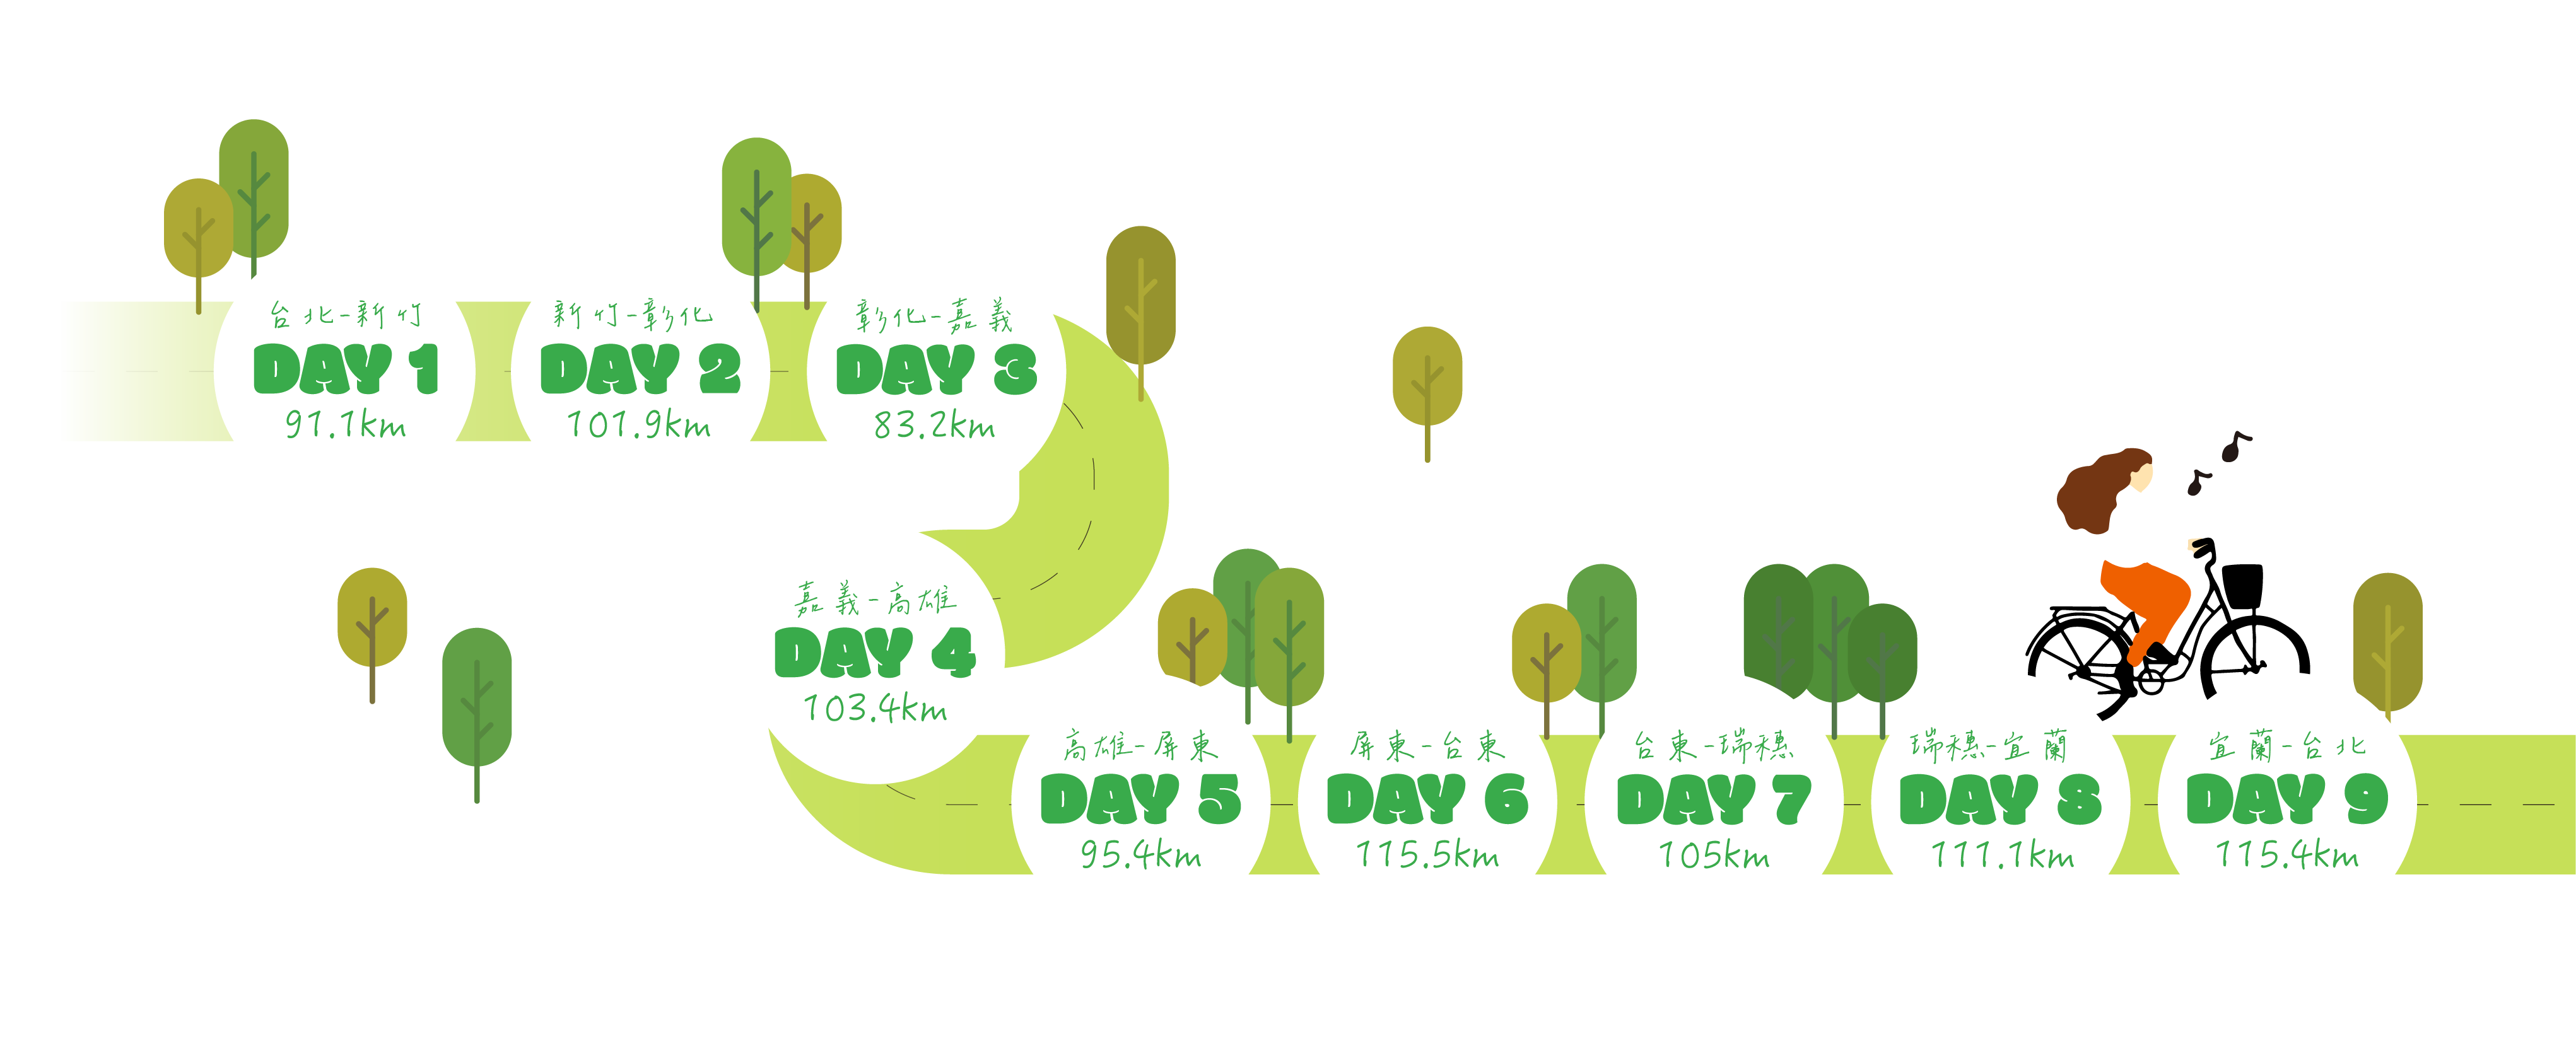 台北-新竹
DAY 1
91.1km
新竹-彰化
DAY 2
101.9km
彰化-嘉義
DAY 3
83.2km
嘉義-高雄
DAY 4
103.4km
高雄-屏東
DAY 5
95.4km
屏東-台東
DAY 6
115.5km
台東-瑞穗
DAY 7
105km
瑞穗-宜蘭
DAY 8
111.1km
宜蘭-台北
DAY 9
115.4km